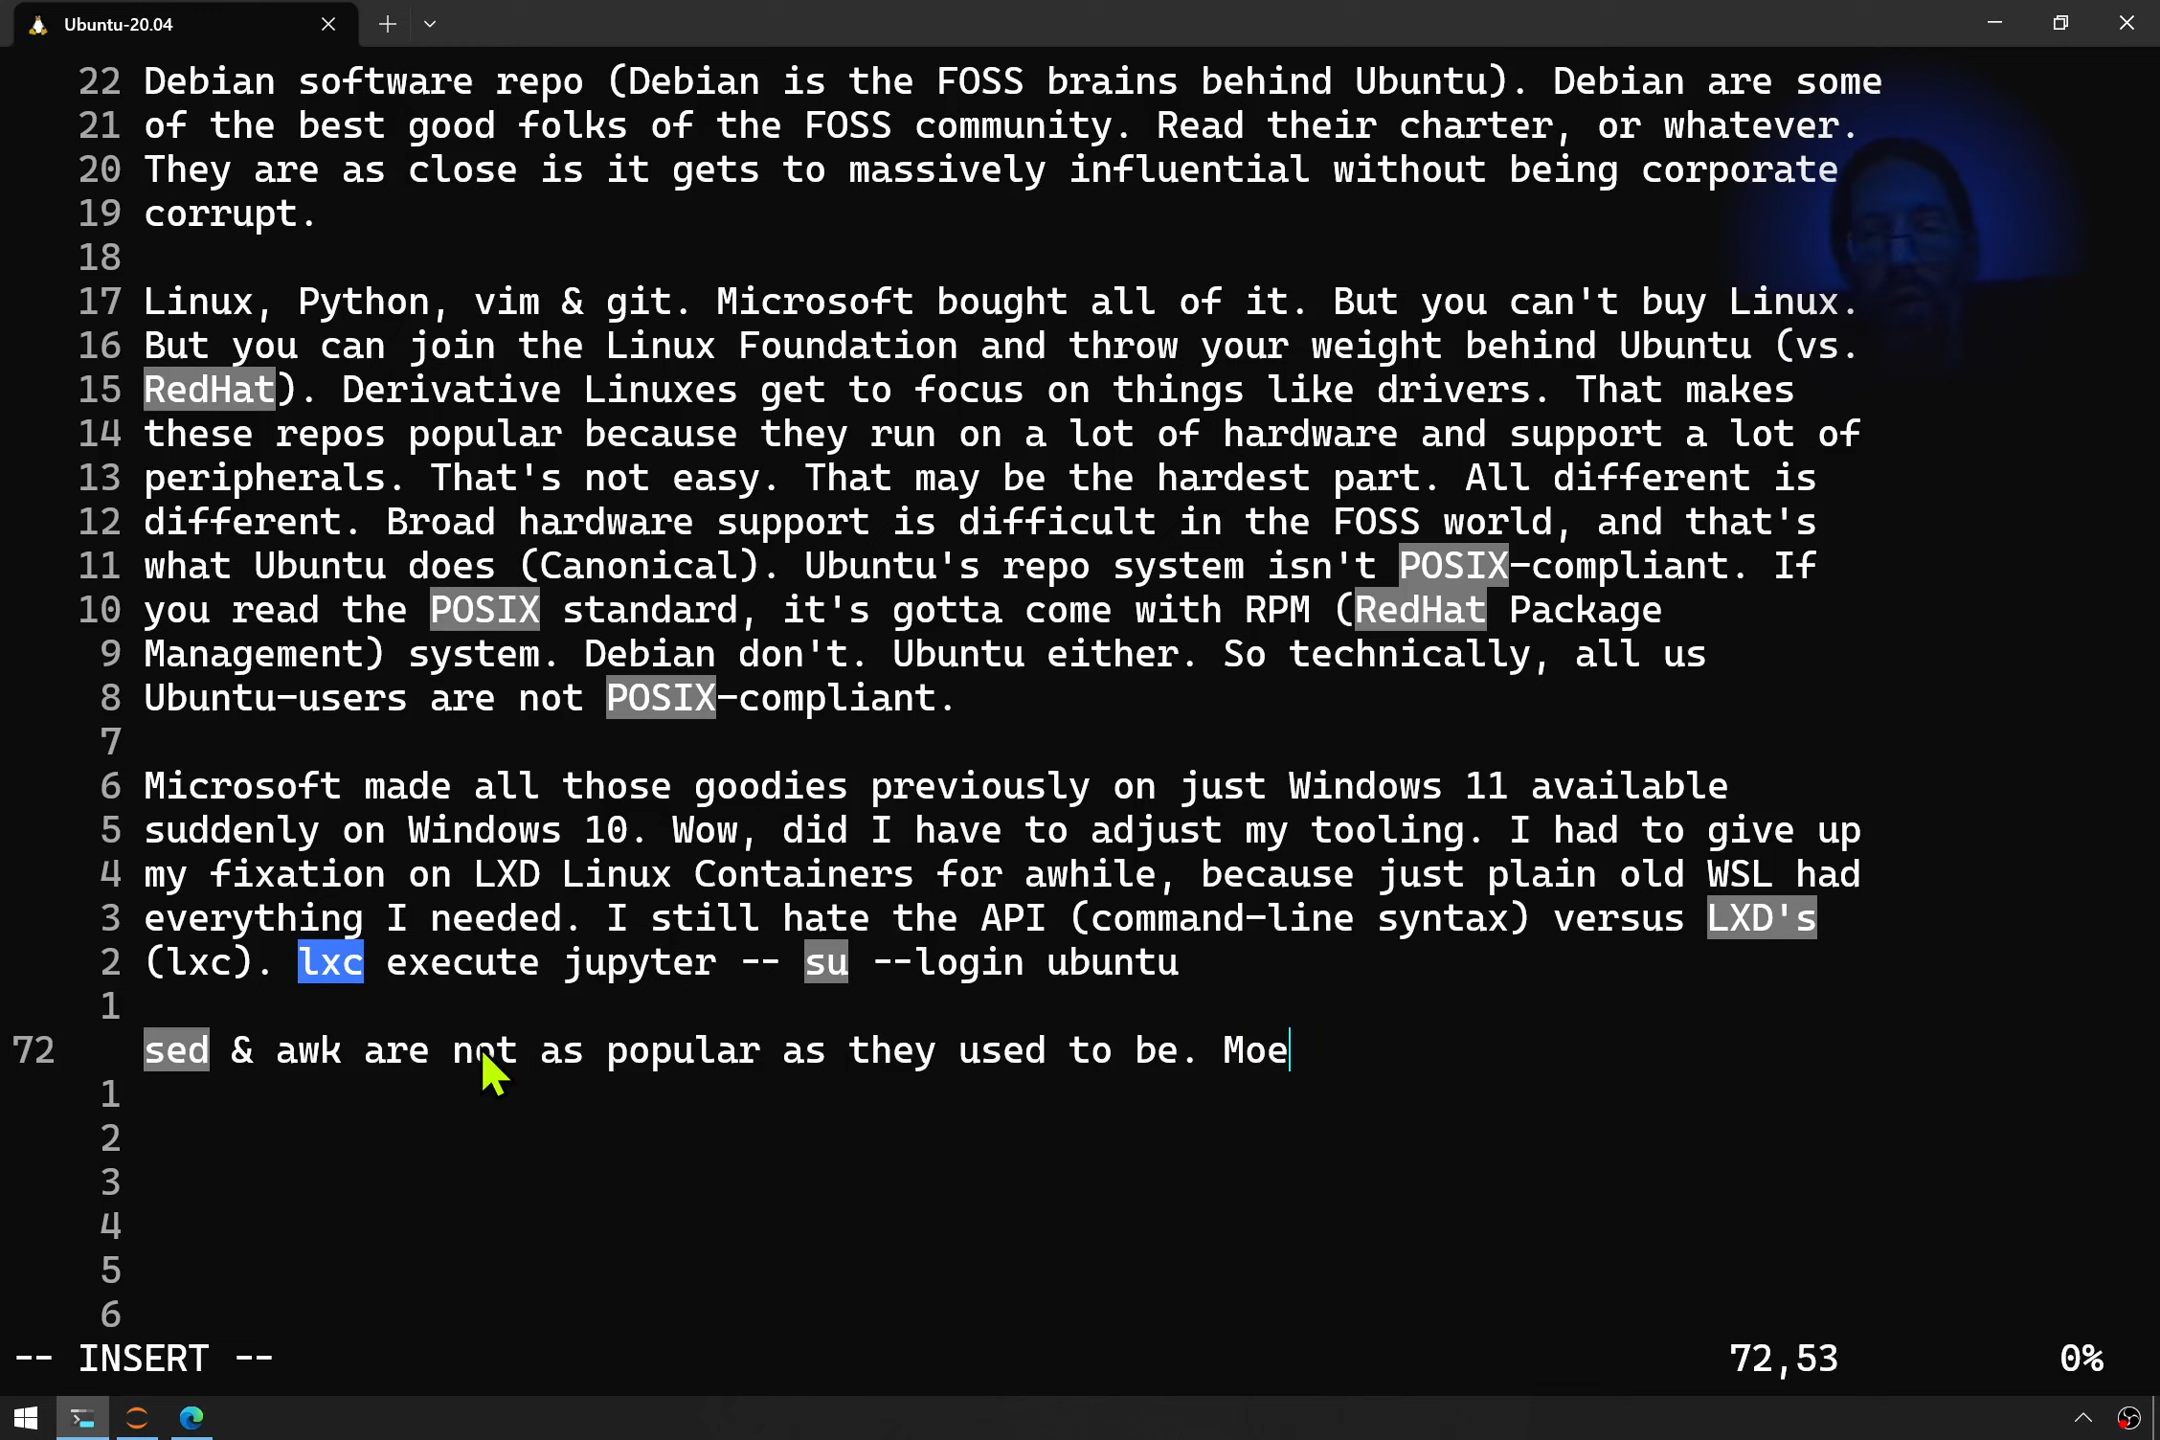 Ubuntu-20.04
22 Debian software repo (Debian is the FOSS brains behind Ubuntu). Debian are some
21 of the best good folks of the FOSS community. Read their charter, or whatever.
20 They are as close is it gets to massively influential without being corporate
19 corrupt.
18
17 Linux, Python, vim & git. Microsoft bought all of it. But you can't buy Linux.
16 But you can join the Linux Foundation and throw your weight behind Ubuntu (vs.
15 RedHat). Derivative Linuxes get to focus on things like drivers. That makes
14 these repos popular because they run on a lot of hardware and support a lot of
13 peripherals. That's not easy. That may be the hardest part. All different is
12 different. Broad hardware support is difficult in the FOSS world, and that's
11 what Ubuntu does (Canonical). Ubuntu's repo system isn't POSIX-compliant. If
10 you read the POSIX standard, it's gotta come with RPM (RedHat Package
9 Management) system. Debian don't. Ubuntu either. So technically, all us
8 Ubuntu-users are not POSIX-compliant.
7
6 Microsoft made all those goodies previously on just Windows 11 available
5 suddenly on Windows 10. Wow, did I have to adjust my tooling. I had to give up
4 my fixation on LXD Linux Containers for awhile, because just plain old WSL had
3 everything I needed. I still hate the API (command-line syntax) versus LXD's
2 (lxc). lxc execute jupyter -- su --login ubuntu
1
72 sed & awk are not as popular as they used to be. Moe
1
2
3
4
5
6
-- INSERT -- 72,53 0%